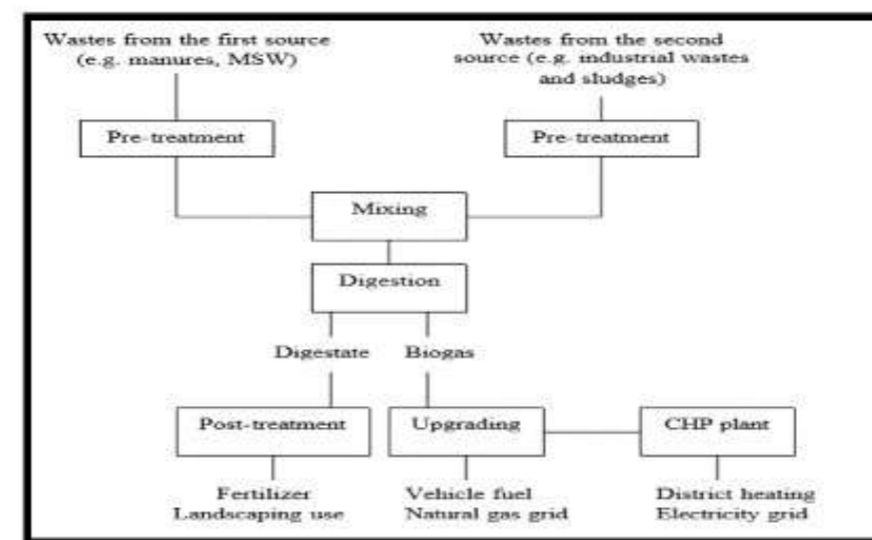 Wastes from the first source
(e.g. manures, MSW)
Wastes from the second
source (e.g. industrial wastes
and sludges)
Pre-treatment
Pre-treatment
Mixing
Digestion
Digestate
Biogas
Post-treatment
Upgrading
CHP plant
Fertilizer
Landscaping use
Vehicle fuel
Natural gas grid
District heating
Electricity grid